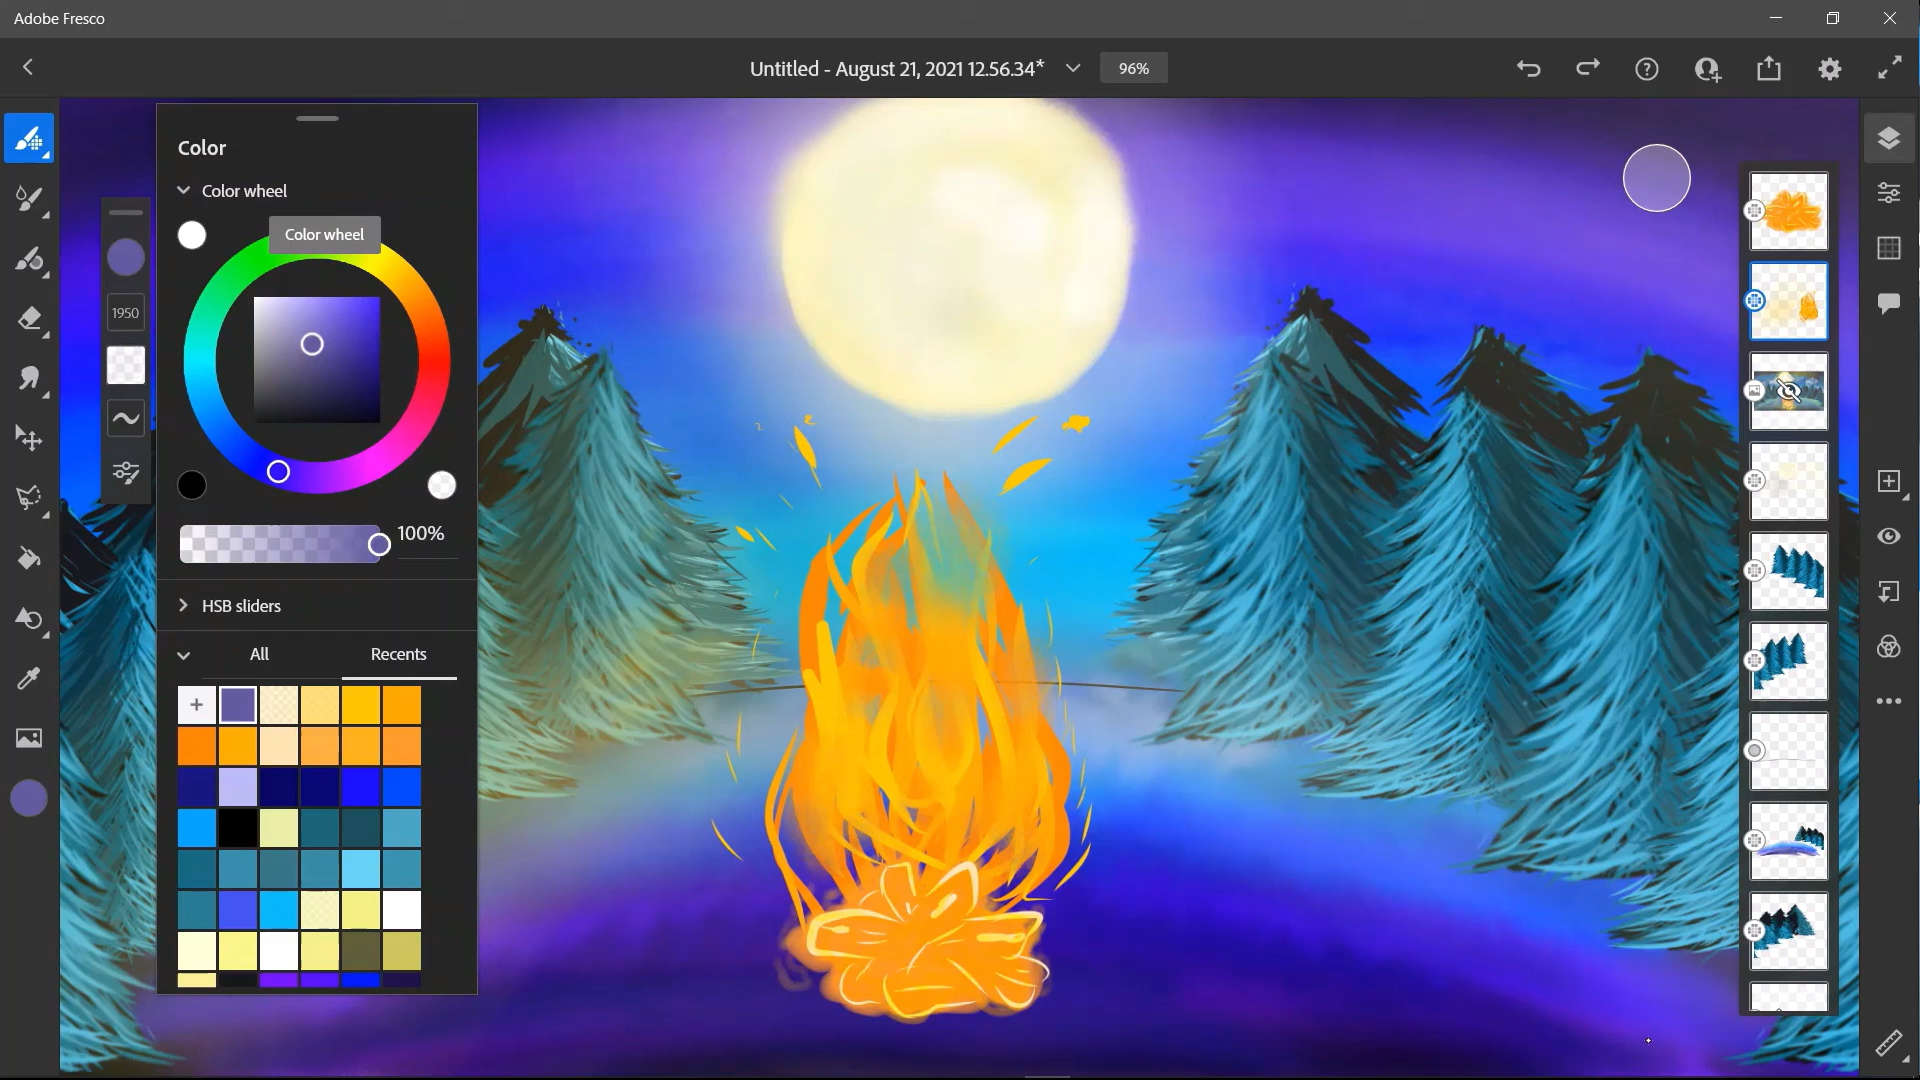 Adobe Fresco
Untitled - August 21, 2021 12.56.34*
96%
Color
Color wheel
Color wheel
1950
100%
HSB sliders
All
Recents